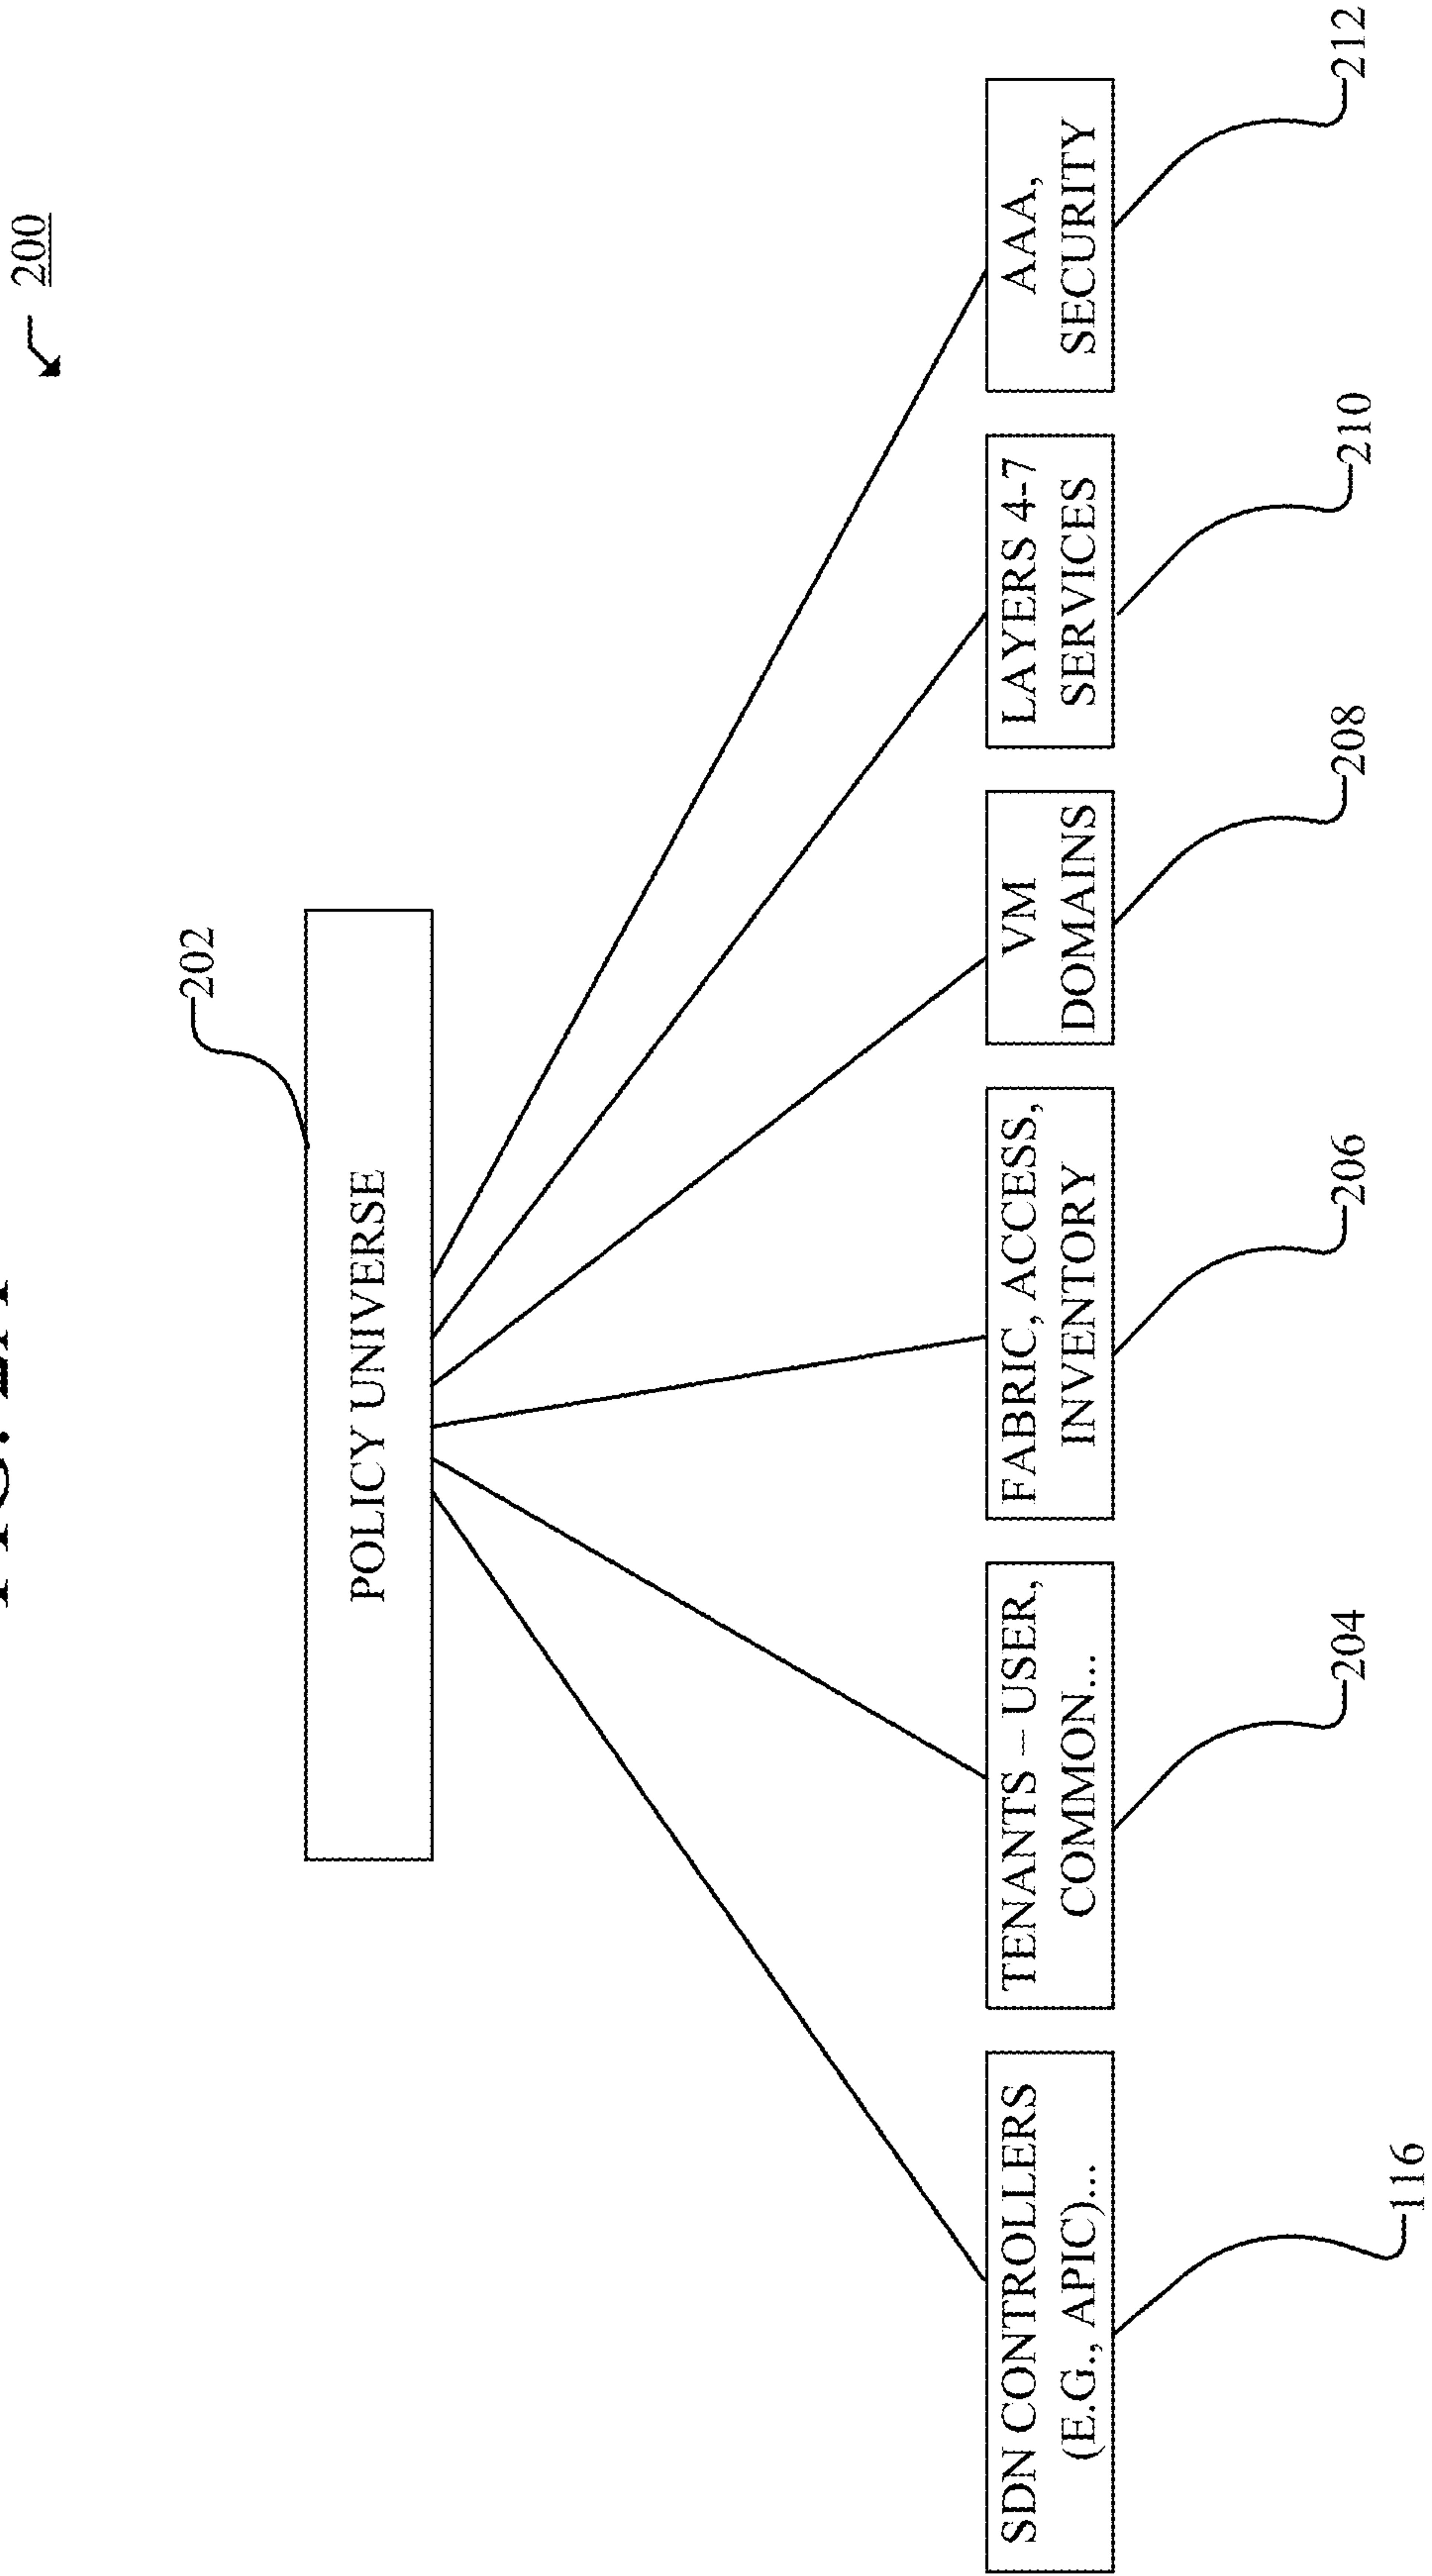 200
202
POLICY UNIVERSE
SDN CONTROLLERS
(E.G., APIC)...
116
TENANTS – USER,
COMMON...
204
FABRIC, ACCESS,
INVENTORY
206
VM
DOMAINS
208
LAYERS 4-7
SERVICES
210
AAA,
SECURITY
212